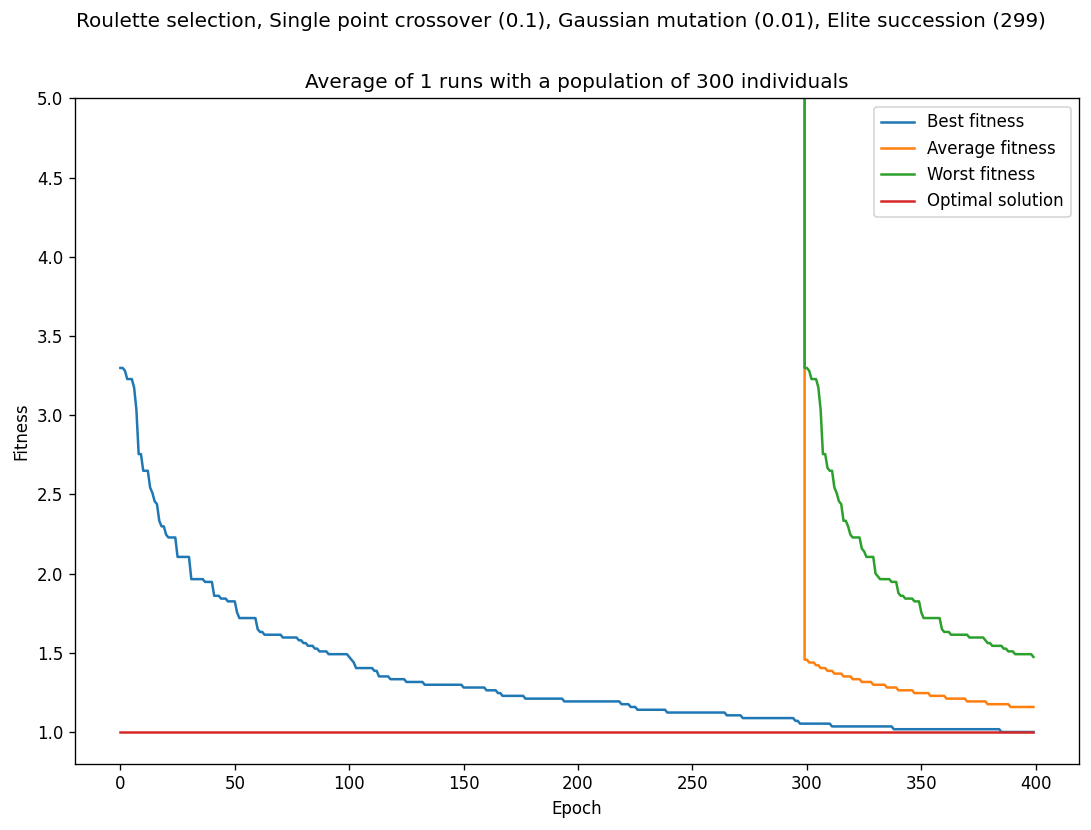 Roulette selection, Single point crossover (0.1), Gaussian mutation (0.01), Elite succession (299)
Average of 1 runs with a population of 300 individuals
Best fitness
Average fitness
Worst fitness
Optimal solution
Fitness
5.0
4.5
4.0
3.5
3.0
2.5
2.0
1.5
1.0
0
50
100
150
200
250
300
350
400
Epoch